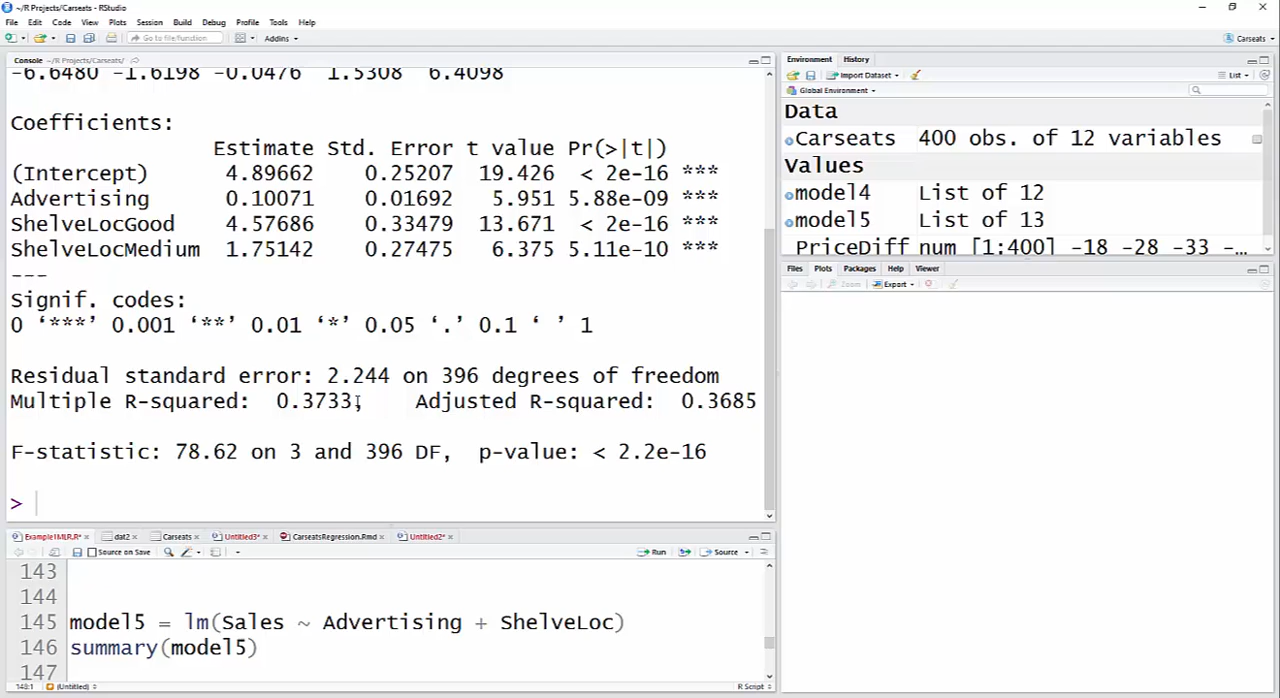 ~/R Projects/Carseats - RStudio
File Edit Code View Plots Session Build Debug Profile Tools Help
Go to file/function Addins Carseats
Console ~/R Projects/Carseats/
-6.6480 -1.6198 -0.0476 1.5308 6.4098
Coefficients:
Estimate Std. Error t value Pr(>|t|)
(Intercept) 4.89662 0.25207 19.426 < 2e-16 ***
Advertising 0.10071 0.01692 5.951 5.88e-09 ***
ShelveLocGood 4.57686 0.33479 13.671 < 2e-16 ***
ShelveLocMedium 1.75142 0.27475 6.375 5.11e-10 ***
---
Signif. codes:
0 ‘***’ 0.001 ‘**’ 0.01 ‘*’ 0.05 ‘.’ 0.1 ‘ ’ 1
Residual standard error: 2.244 on 396 degrees of freedom
Multiple R-squared: 0.3733, Adjusted R-squared: 0.3685
F-statistic: 78.62 on 3 and 396 DF, p-value: < 2.2e-16
>
Example1MLR.R* dat2 Carseats Untitled3* CarseatsRegression.Rmd Untitled2*
Source on Save Run Source
143
144
145 model5 = lm(Sales ~ Advertising + ShelveLoc)
146 summary(model5)
147
148:1 (Untitled) R Script
Environment History
Import Dataset List
Global Environment
Data
Carseats 400 obs. of 12 variables
Values
model4 List of 12
model5 List of 13
PriceDiff num [1:400] -18 -28 -33 -...
Files Plots Packages Help Viewer
Zoom Export